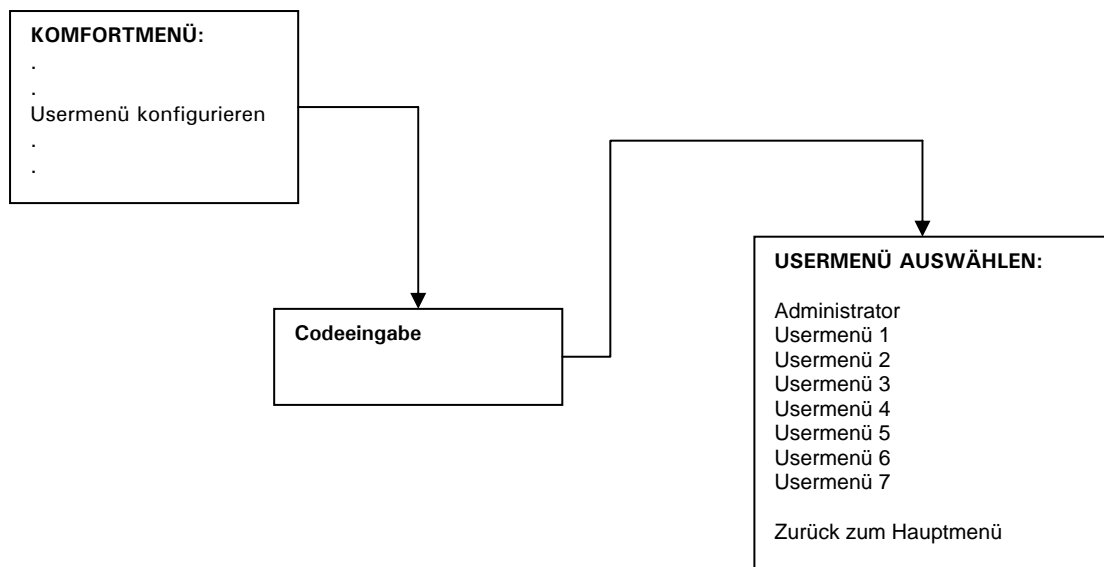 KOMFORTMENÜ:
.
.
Usermenü konfigurieren
.
.
Codeeingabe
USERMENÜ AUSWÄHLEN:
Administrator
Usermenü 1
Usermenü 2
Usermenü 3
Usermenü 4
Usermenü 5
Usermenü 6
Usermenü 7
Zurück zum Hauptmenü